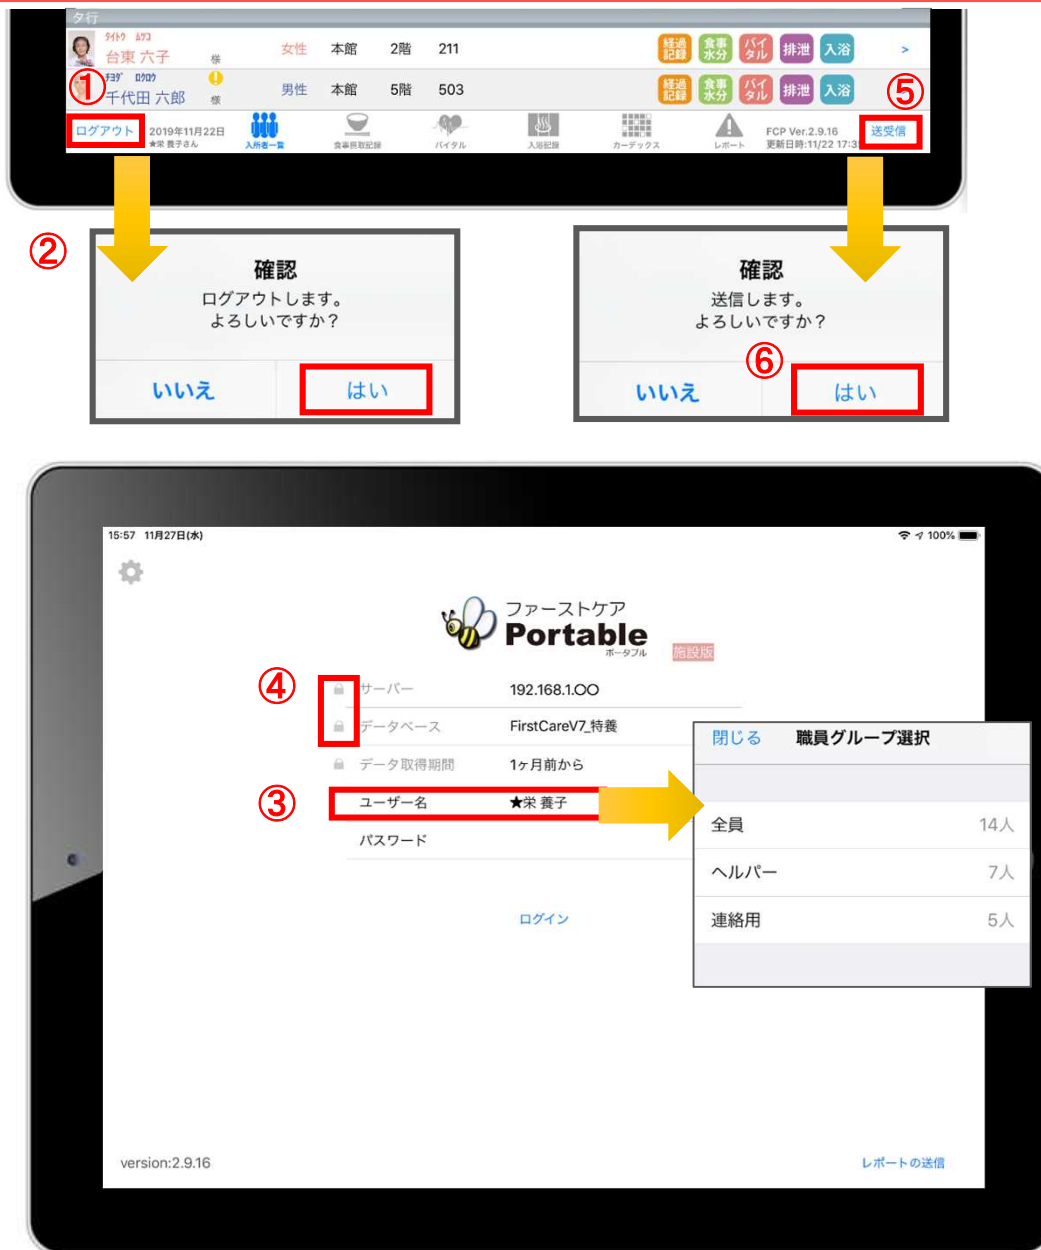 タ行
タイトウ ムツコ
台東 六子 様 女性 本館 2階 211 経過記録 食事水分 バイタル 排泄 入浴 >
チヨダ ロクロウ
① 千代田 六郎 様 男性 本館 5階 503 経過記録 食事水分 バイタル 排泄 入浴 ⑤
ログアウト 2019年11月22日 FCP Ver.2.9.16 送受信
★栄 養子さん 入所者一覧 食事摂取記録 バイタル 入浴記録 カーデックス レポート 更新日時:11/22 17:3
②
確認
ログアウトします。
よろしいですか？
いいえ はい
確認
送信します。
よろしいですか？
⑥
いいえ はい
15:57 11月27日(水) 100%
ファーストケア
Portable
ポータブル 施設版
④ サーバー 192.168.1.〇〇
データベース FirstCareV7_特養
データ取得期間 1ヶ月前から
③ ユーザー名 ★栄 養子
パスワード
ログイン
閉じる 職員グループ選択
全員 14人
ヘルパー 7人
連絡用 5人
version:2.9.16 レポートの送信